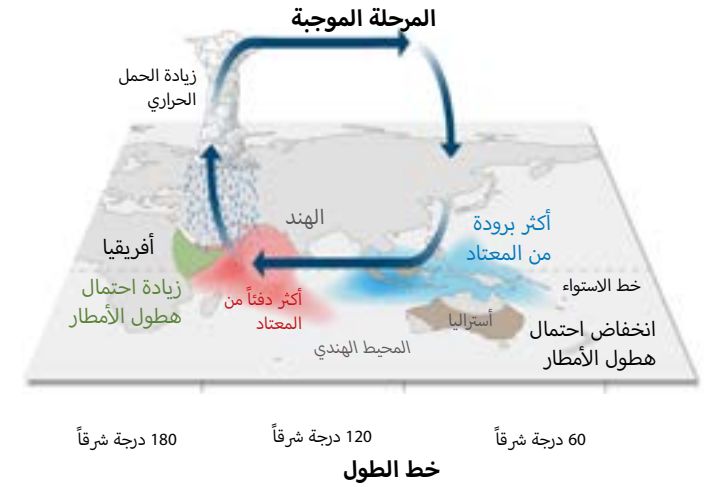 المرحلة الموجبة
زيادة الحمل
الحراري
الهند
أكثر برودة
من المعتاد
أفريقيا
خط الاستواء
زيادة احتمال
هطول الأمطار
أكثر دفئاً من
المعتاد
أستراليا
انخفاض احتمال
هطول الأمطار
المحيط الهندي
60 درجة شرقاً
120 درجة شرقاً
180 درجة شرقاً
خط الطول